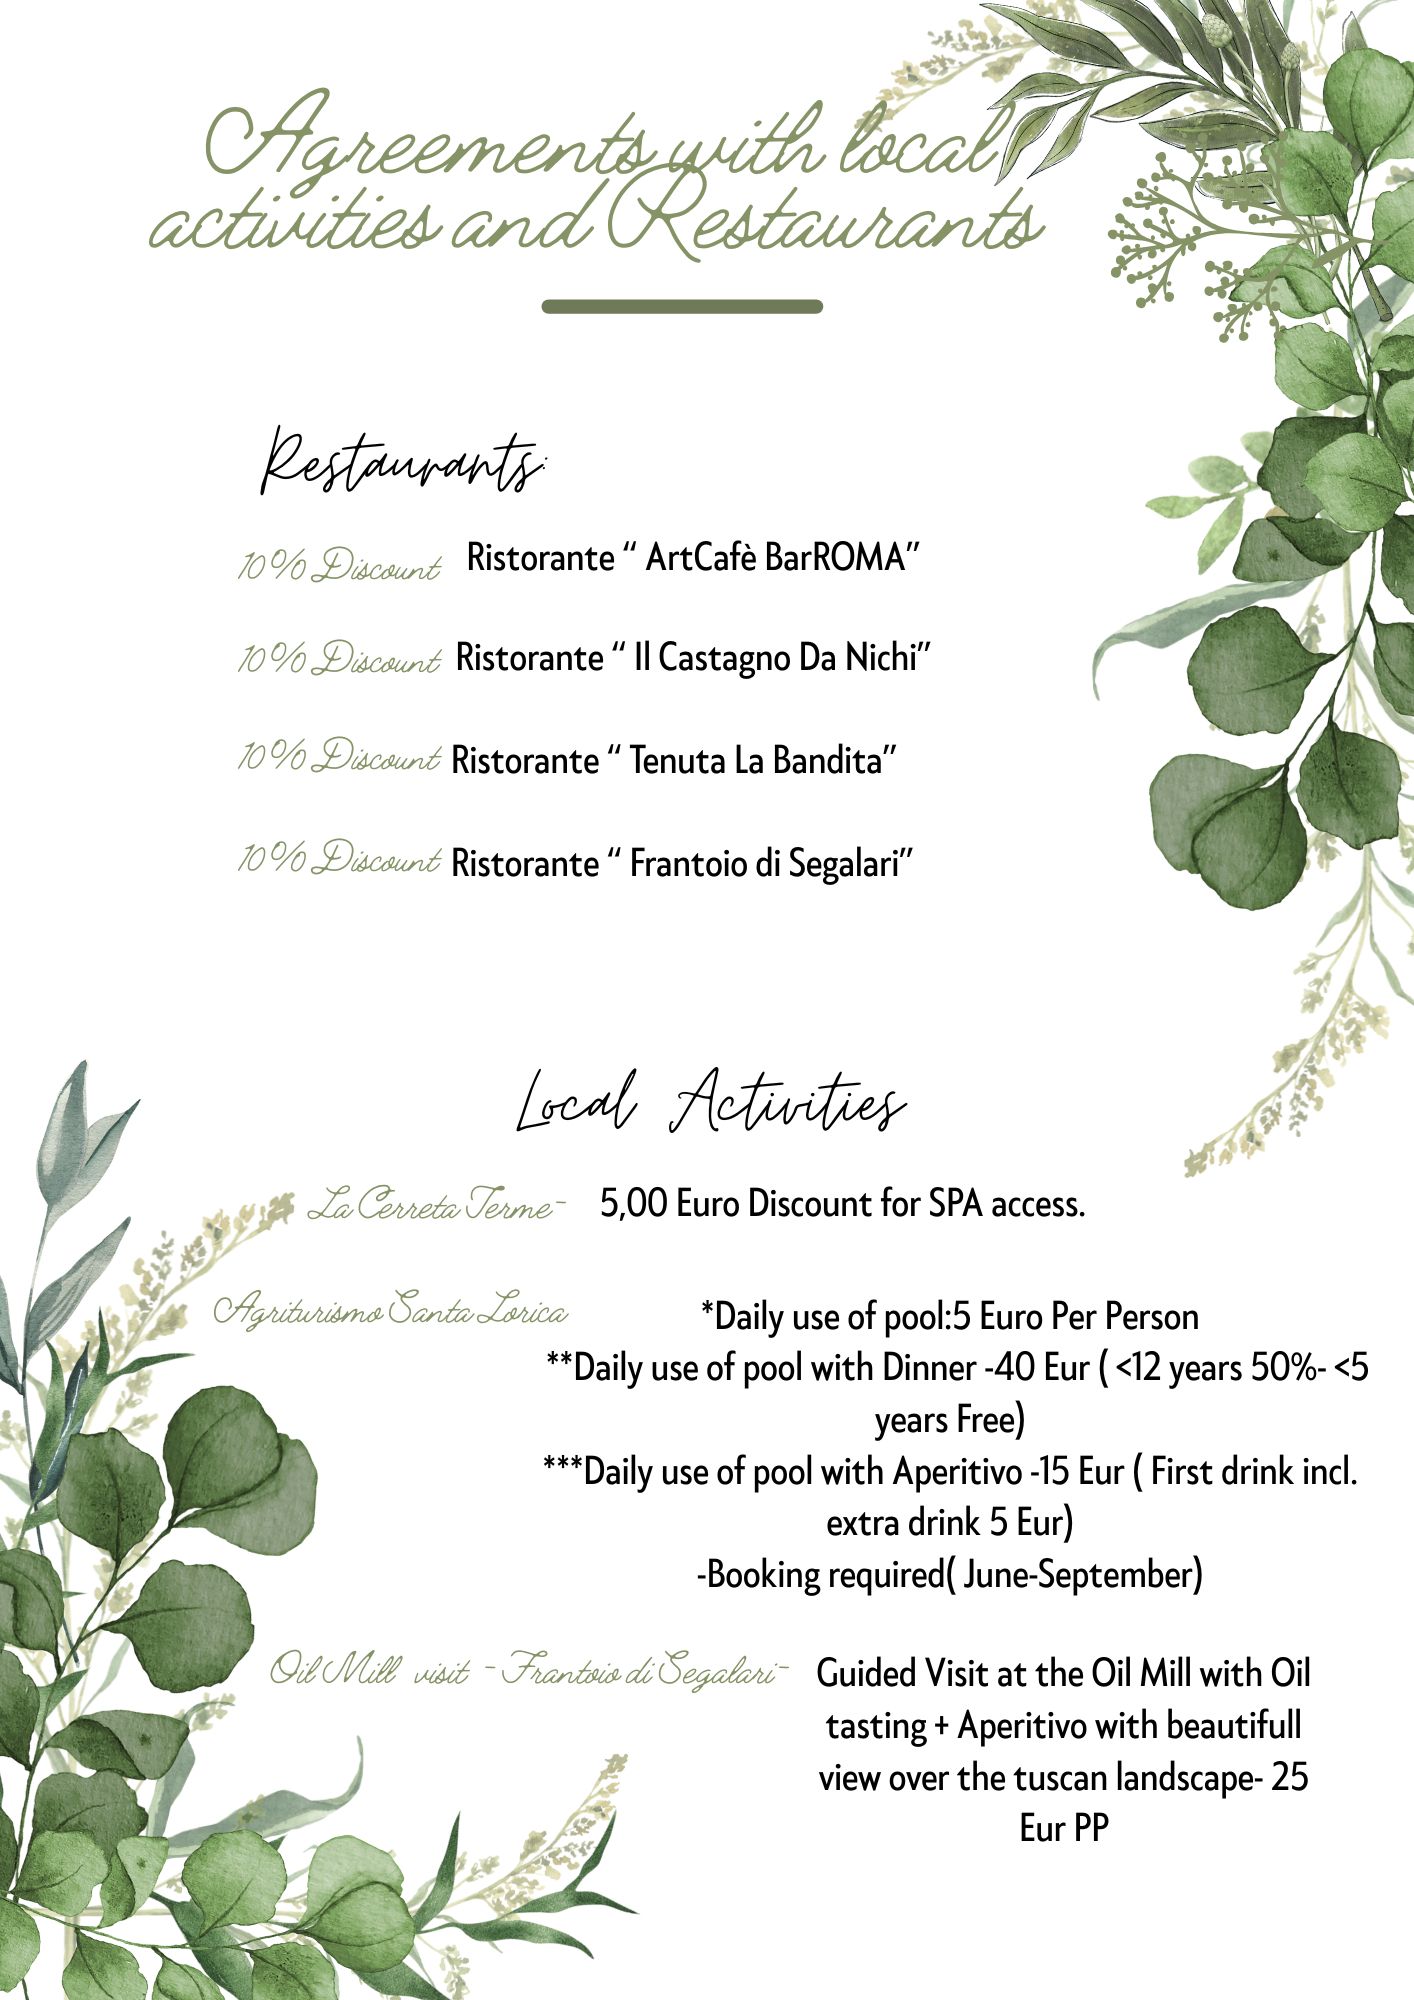 Agreements with local
activities and Restaurants
Restaurants:
10% Discount Ristorante “ ArtCafè BarROMA”
10% Discount Ristorante “ Il Castagno Da Nichi”
10% Discount Ristorante “ Tenuta La Bandita”
10% Discount Ristorante “ Frantoio di Segalari”
Local Activities
La Cerreta Terme- 5,00 Euro Discount for SPA access.
Agriturismo Santa Lorica *Daily use of pool:5 Euro Per Person
**Daily use of pool with Dinner -40 Eur ( <12 years 50%- <5
years Free)
***Daily use of pool with Aperitivo -15 Eur ( First drink incl.
extra drink 5 Eur)
-Booking required( June-September)
Oil Mill visit - Frantoio di Segalari- Guided Visit at the Oil Mill with Oil
tasting + Aperitivo with beautifull
view over the tuscan landscape- 25
Eur PP